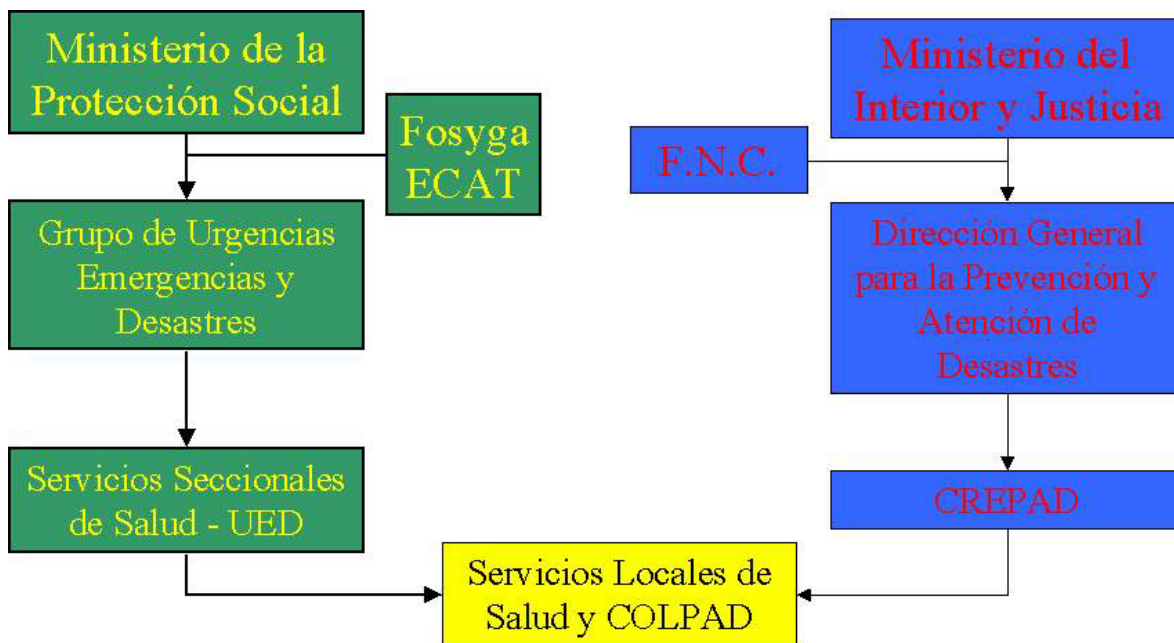 Ministerio de la
Protección Social
Fosyga
ECAT
Grupo de Urgencias
Emergencias y
Desastres
Servicios Seccionales
de Salud - UED
Ministerio del
Interior y Justicia
F.N.C.
Dirección General
para la Prevención y
Atención de
Desastres
CREPAD
Servicios Locales de
Salud y COLPAD